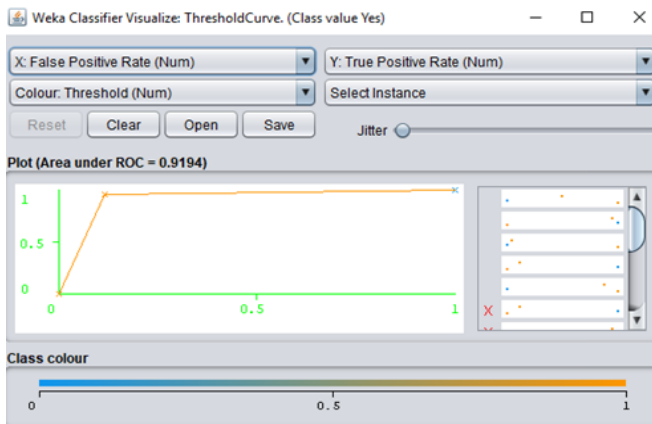 Weka Classifier Visualize: ThresholdCurve. (Class value Yes)
X: False Positive Rate (Num) Y: True Positive Rate (Num)
Colour: Threshold (Num) Select Instance
Reset Clear Open Save Jitter
Plot (Area under ROC = 0.9194)
1
0.5
0
0 0.5 1
X
Class colour
0 0.5 1